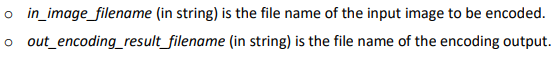 o in_image_filename (in string) is the file name of the input image to be encoded.
o out_encoding_result_filename (in string) is the file name of the encoding output.